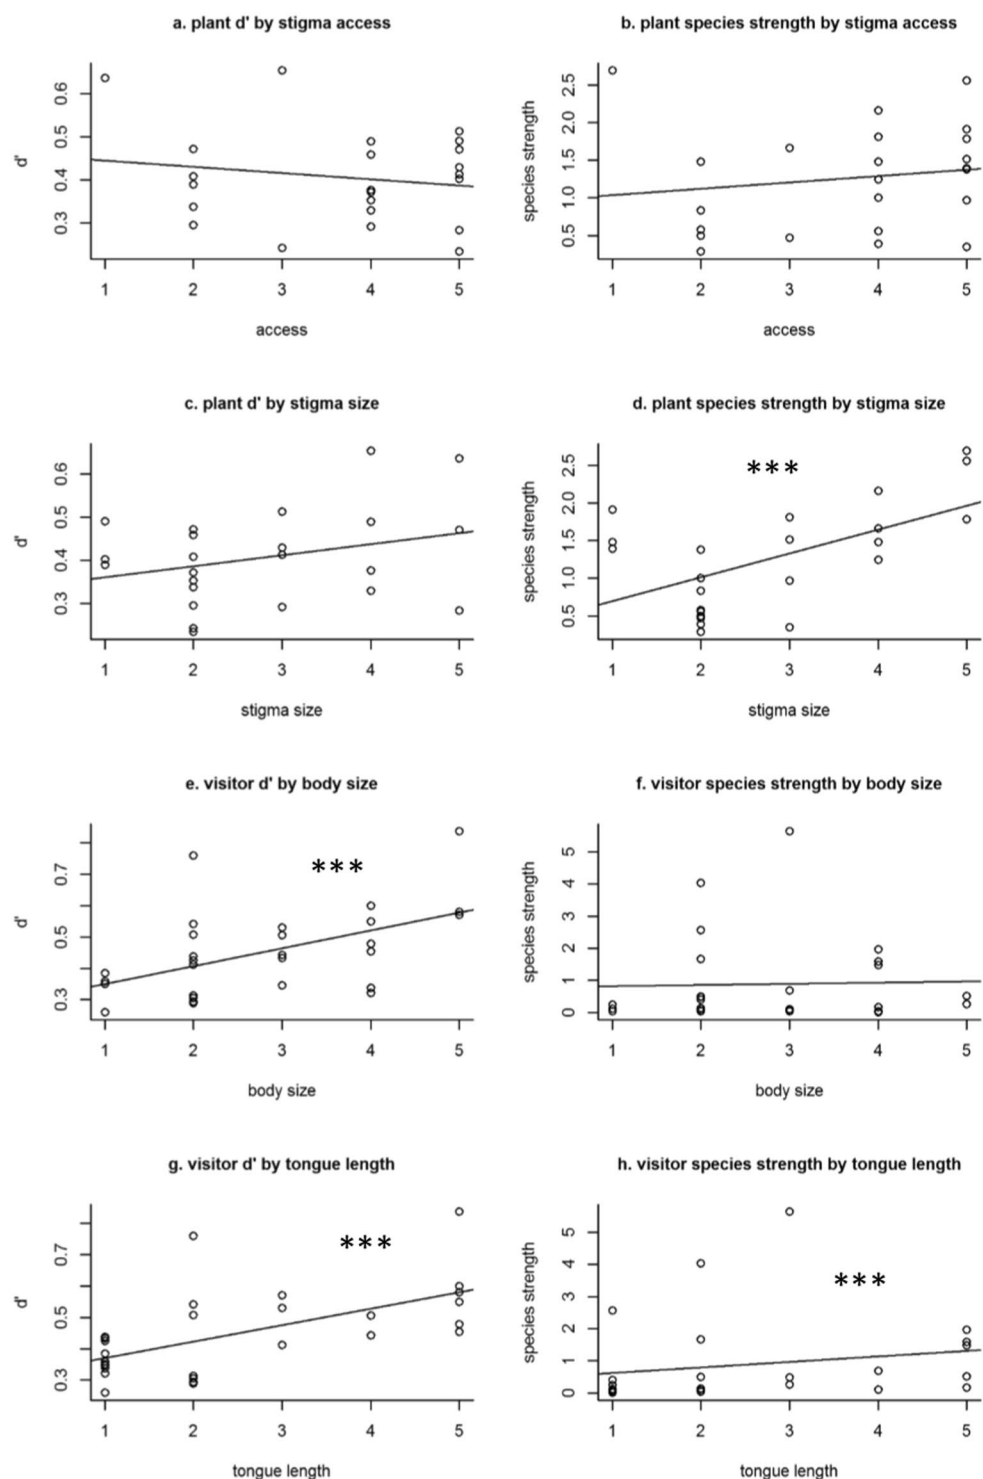 a. plant d' by stigma access
b. plant species strength by stigma access
d'
0.3 0.4 0.5 0.6
1 2 3 4 5
access
species strength
0.5 1.0 1.5 2.0 2.5
1 2 3 4 5
access
c. plant d' by stigma size
d. plant species strength by stigma size
d'
0.3 0.4 0.5 0.6
1 2 3 4 5
stigma size
species strength
0.5 1.0 1.5 2.0 2.5
***
1 2 3 4 5
stigma size
e. visitor d' by body size
f. visitor species strength by body size
d'
0.3 0.5 0.7
***
1 2 3 4 5
body size
species strength
0 1 2 3 4 5
1 2 3 4 5
body size
g. visitor d' by tongue length
h. visitor species strength by tongue length
d'
0.3 0.5 0.7
***
1 2 3 4 5
tongue length
species strength
0 1 2 3 4 5
***
1 2 3 4 5
tongue length